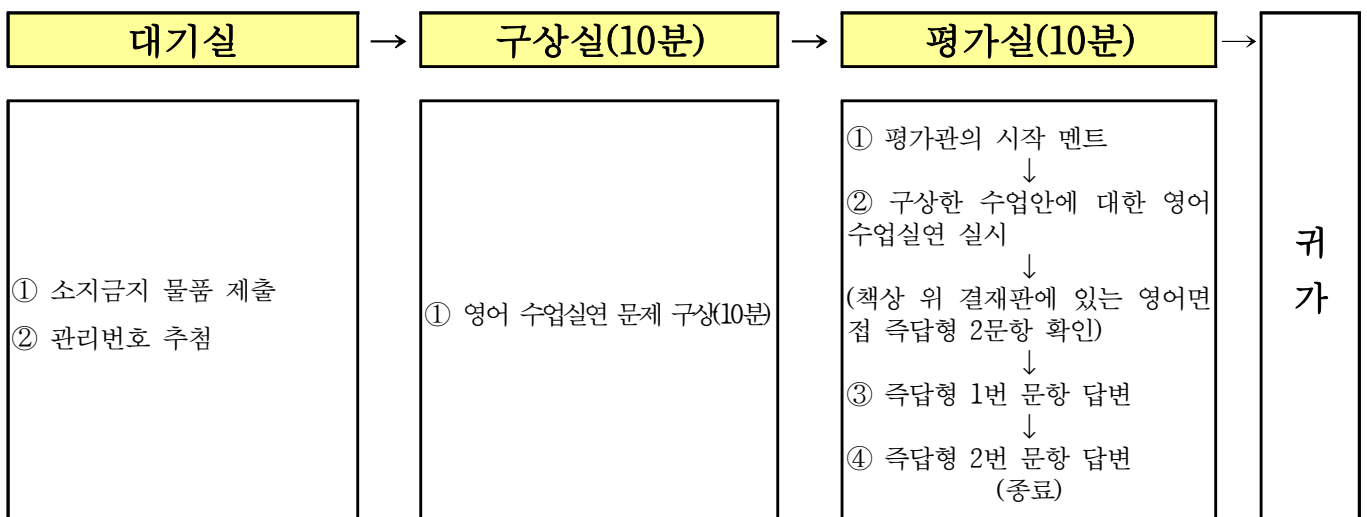 대기실 → 구상실(10분) → 평가실(10분) →
① 소지금지 물품 제출
② 관리번호 추첨
① 영어 수업실연 문제 구상(10분)
① 평가관의 시작 멘트
↓
② 구상한 수업안에 대한 영어
수업실연 실시
↓
(책상 위 결재판에 있는 영어면
접 즉답형 2문항 확인)
↓
③ 즉답형 1번 문항 답변
↓
④ 즉답형 2번 문항 답변
(종료)
귀
가